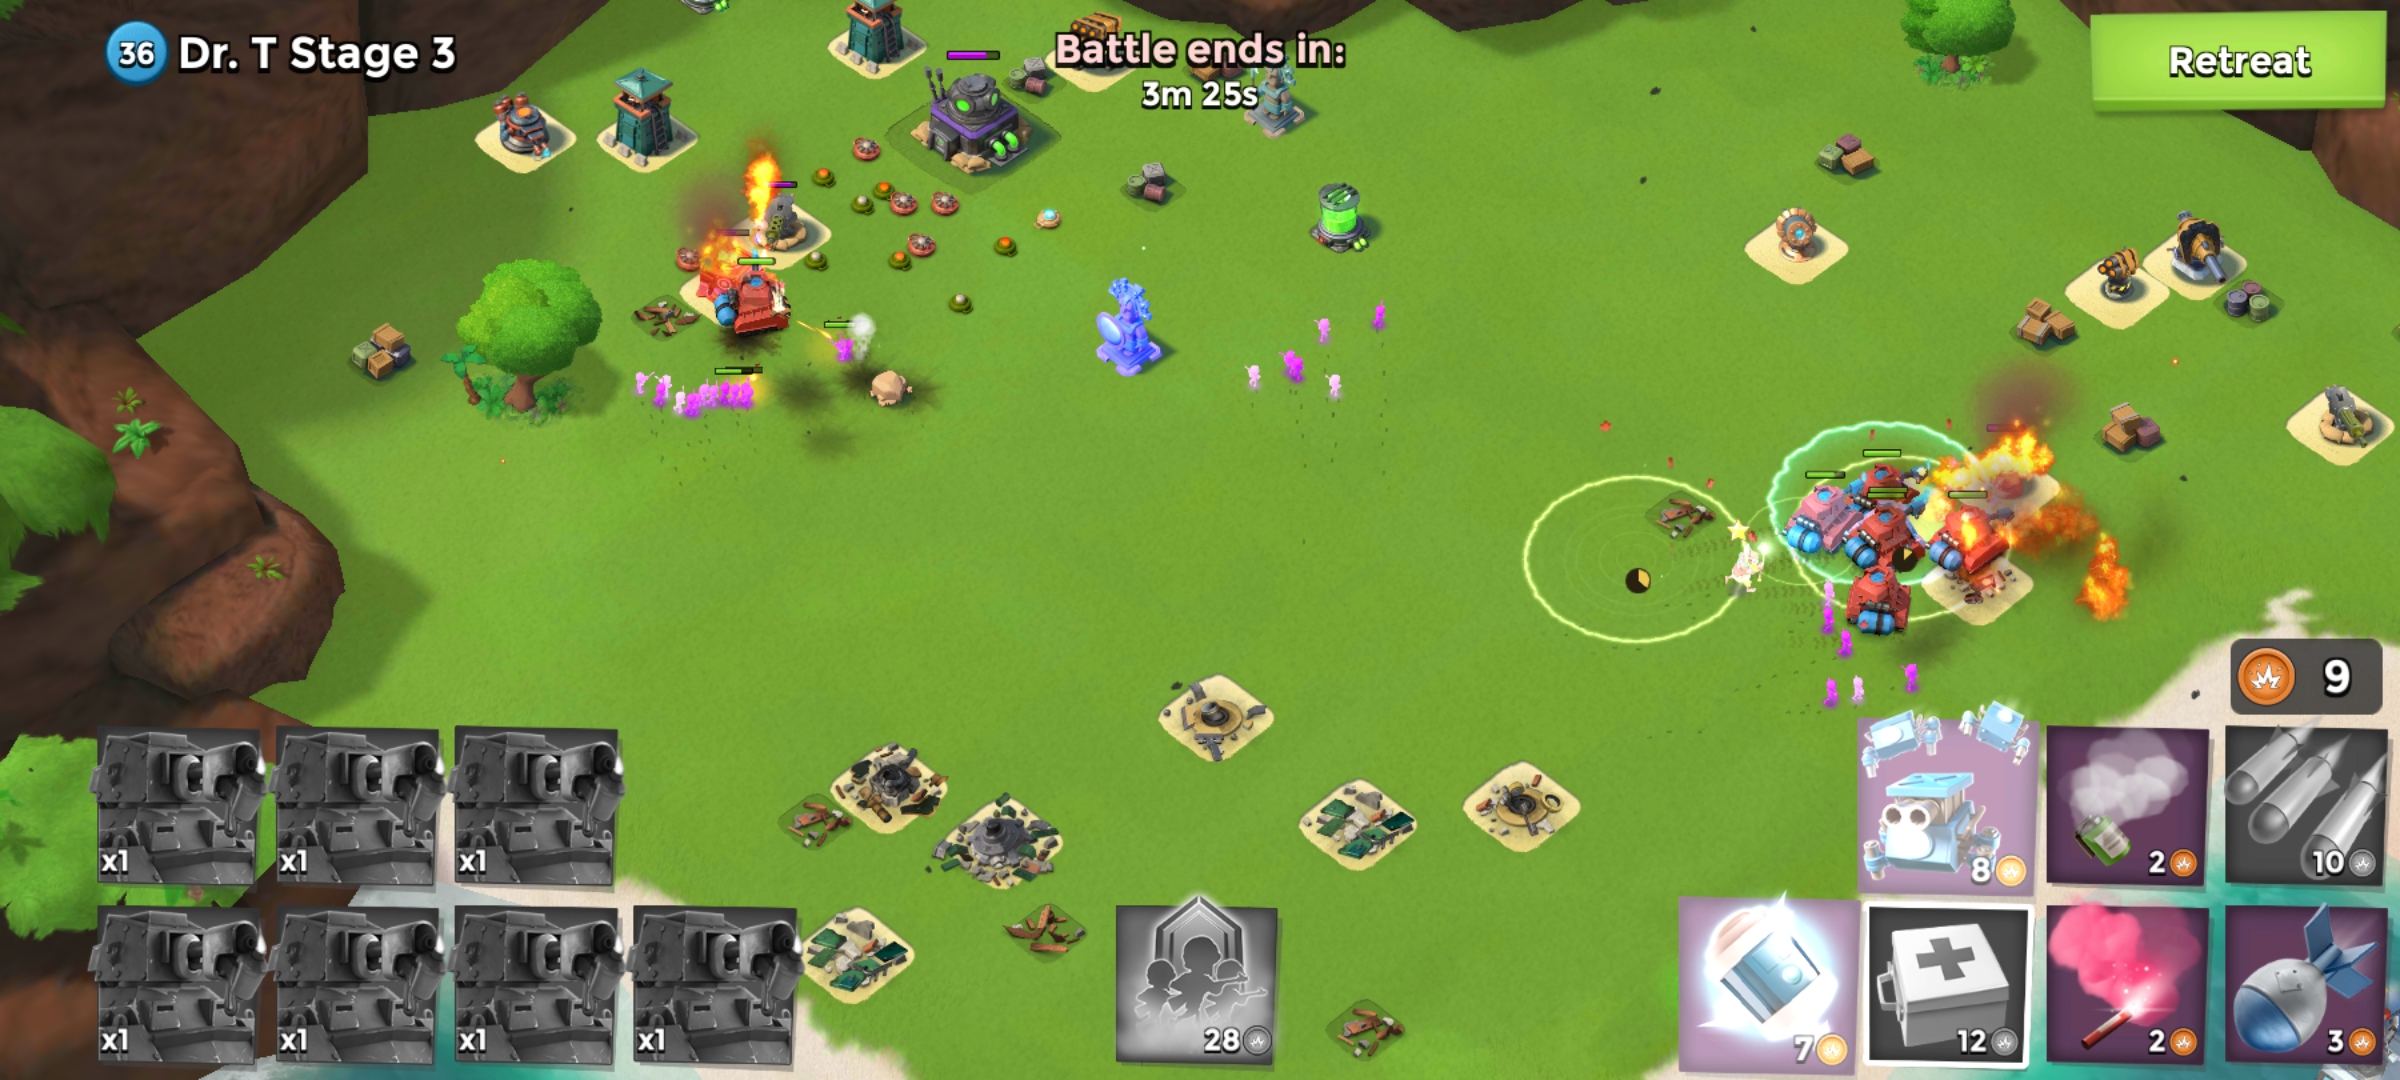 36 Dr. T Stage 3
Battle ends in:
3m 25s
Retreat
9
x1
x1
x1
8
2
10
x1
x1
x1
x1
28
7
12
2
3